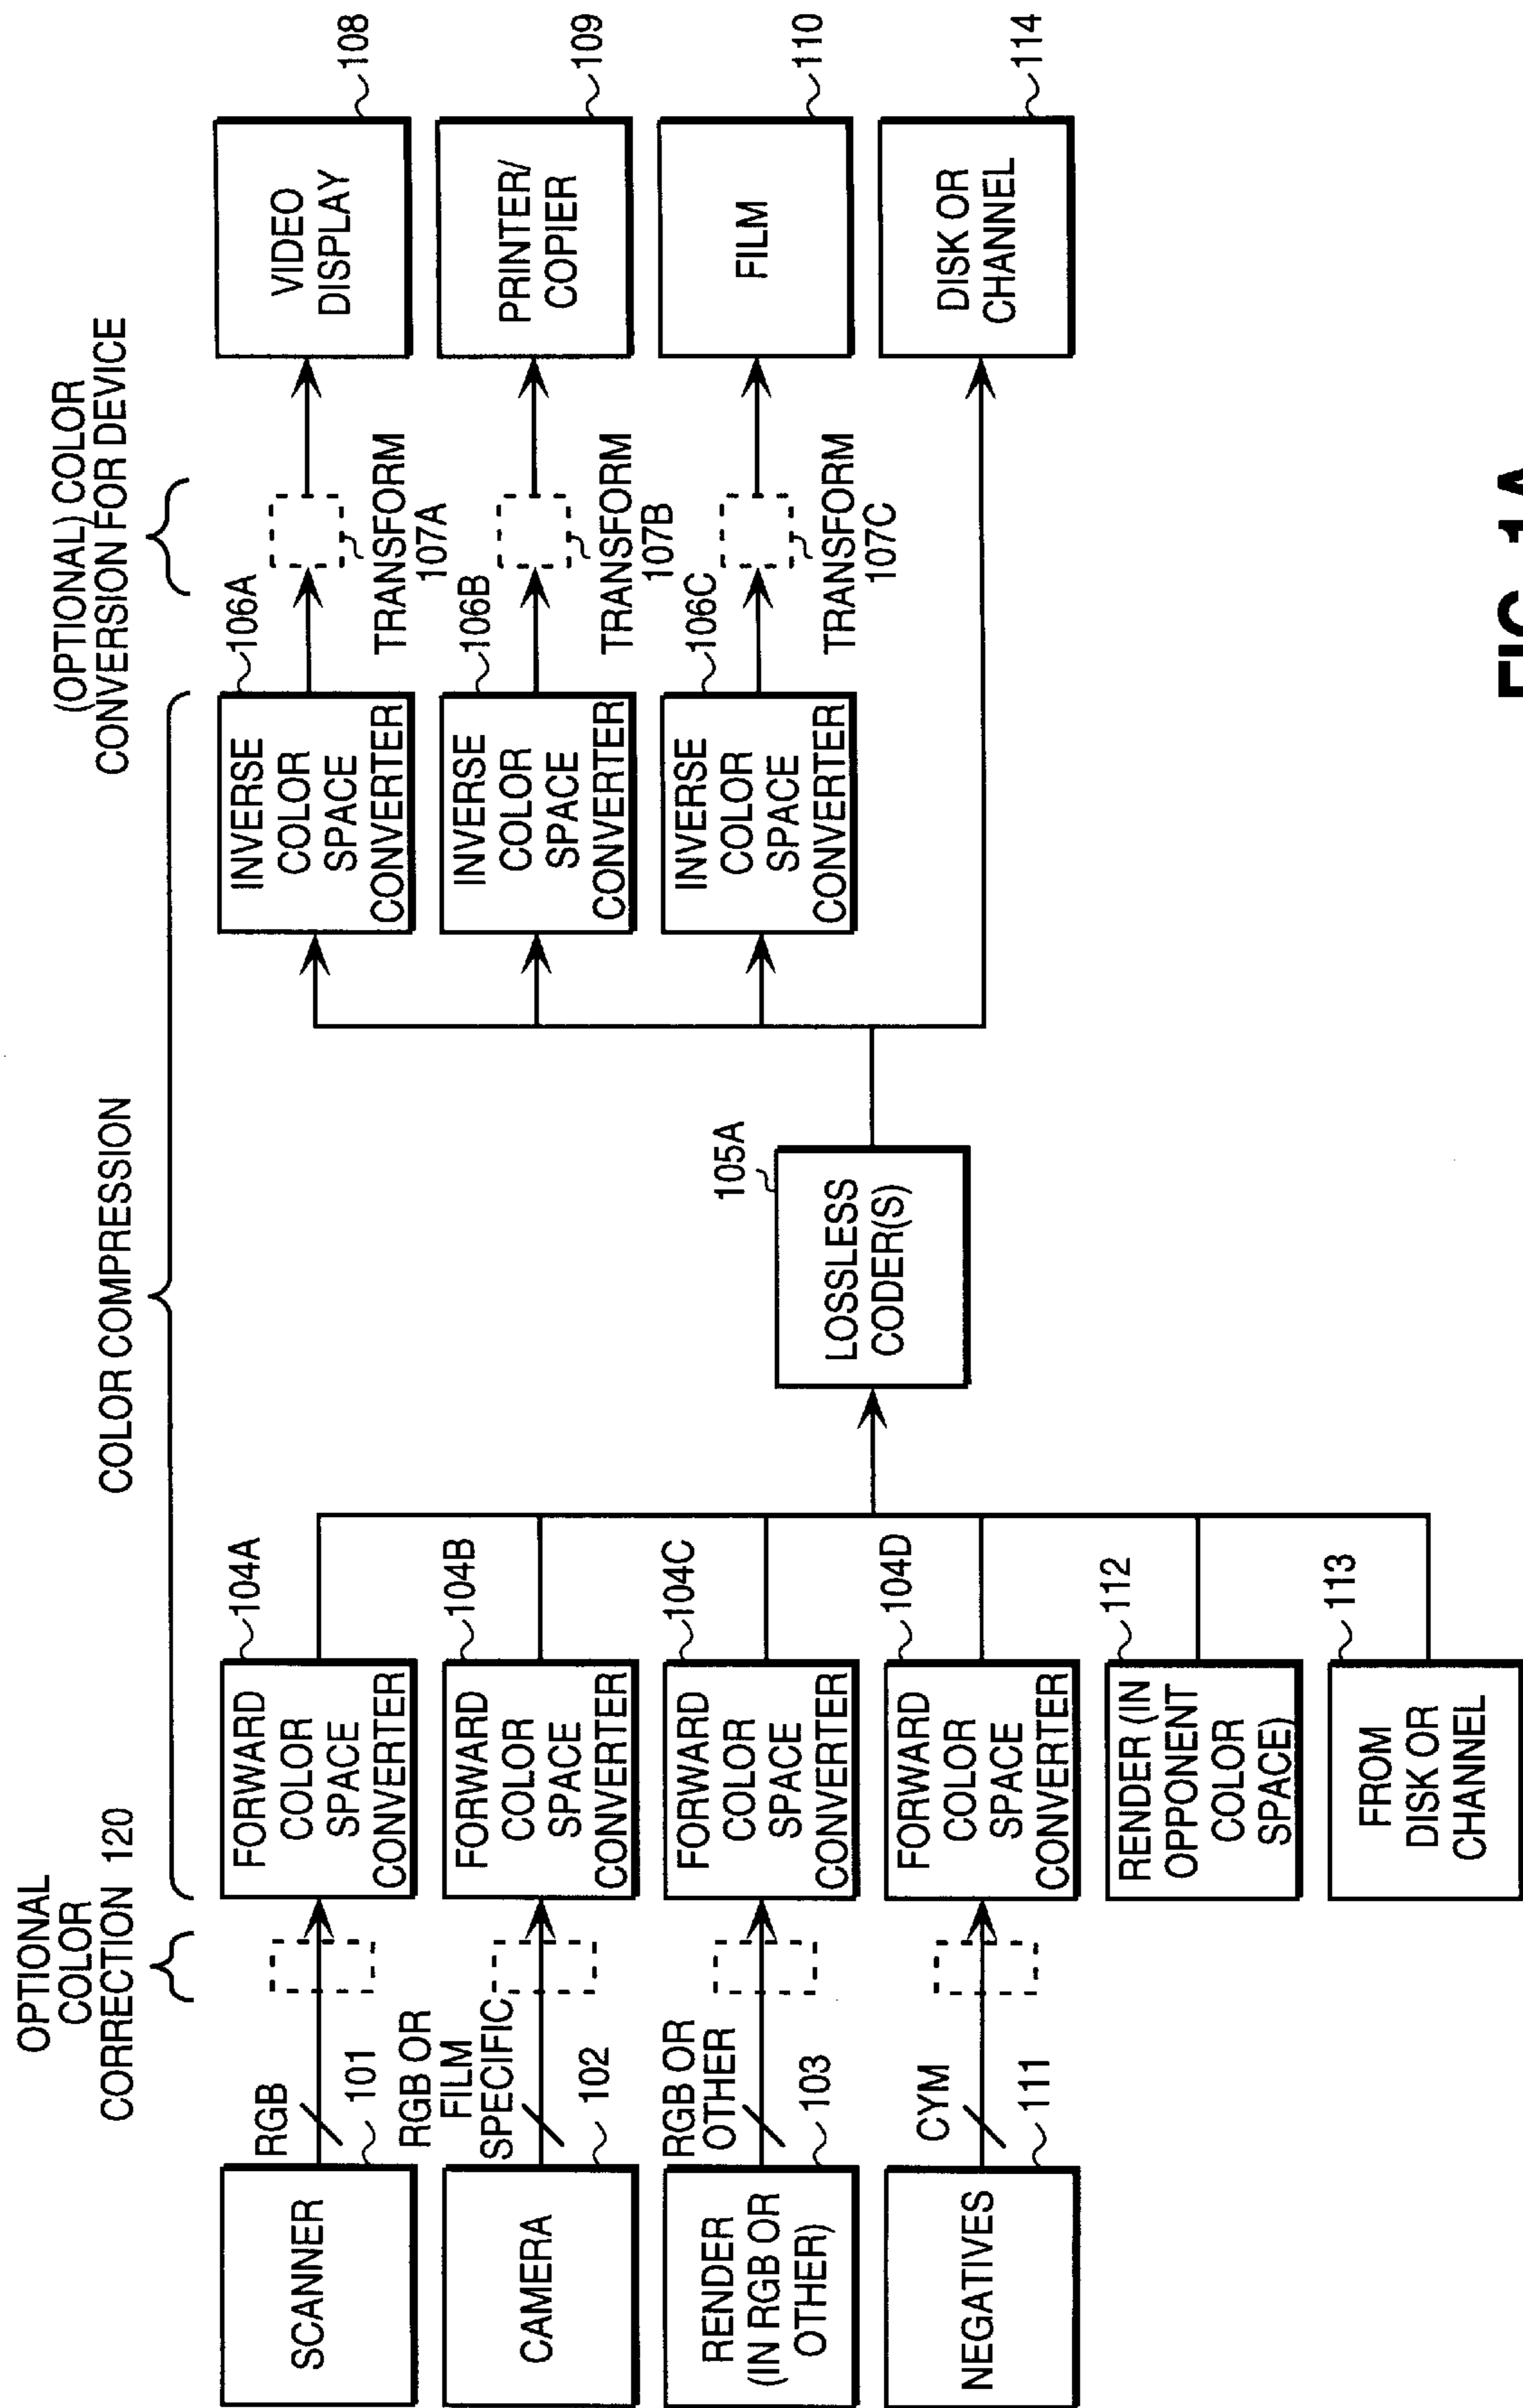 OPTIONAL
COLOR
CORRECTION 120
COLOR COMPRESSION
(OPTIONAL) COLOR
CONVERSION FOR DEVICE
SCANNER
RGB
101
FORWARD
COLOR
SPACE
CONVERTER
104A
INVERSE
COLOR
SPACE
CONVERTER
106A
TRANSFORM
107A
VIDEO
DISPLAY
108
CAMERA
RGB OR
FILM
SPECIFIC
102
FORWARD
COLOR
SPACE
CONVERTER
104B
INVERSE
COLOR
SPACE
CONVERTER
106B
TRANSFORM
107B
PRINTER/
COPIER
109
RENDER
(IN RGB OR
OTHER)
RGB OR
OTHER
103
FORWARD
COLOR
SPACE
CONVERTER
104C
INVERSE
COLOR
SPACE
CONVERTER
106C
TRANSFORM
107C
FILM
110
NEGATIVES
CYM
111
FORWARD
COLOR
SPACE
CONVERTER
104D
LOSSLESS
CODER(S)
105A
DISK OR
CHANNEL
114
RENDER (IN
OPPONENT
COLOR
SPACE)
112
FROM
DISK OR
CHANNEL
113
FIG. 1A